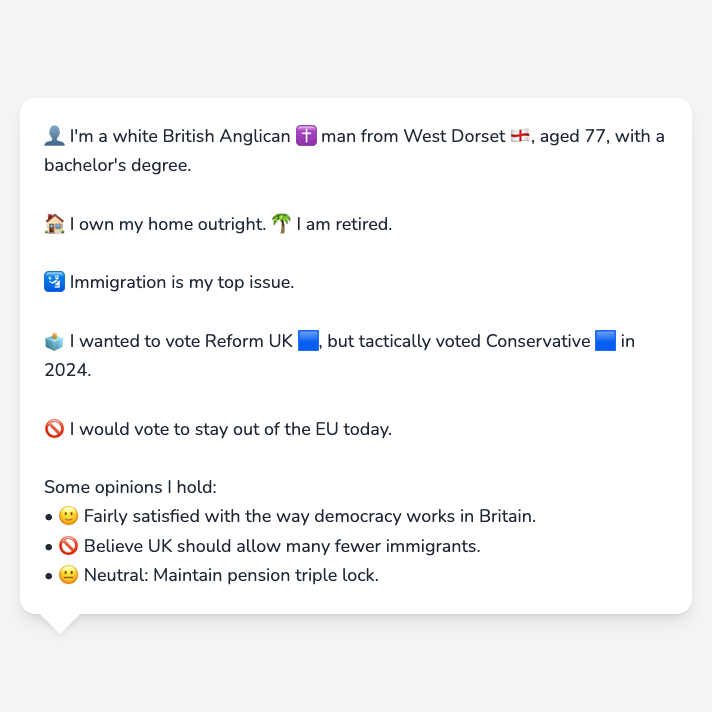 👤 I'm a white British Anglican ✝️ man from West Dorset 🏴󠁧󠁢󠁥󠁮󠁧󠁿, aged 77, with a
bachelor's degree.
🏠 I own my home outright. 🌴 I am retired.
🛂 Immigration is my top issue.
🗳️ I wanted to vote Reform UK 🟦, but tactically voted Conservative 🟦 in
2024.
🚫 I would vote to stay out of the EU today.
Some opinions I hold:
• 🙂 Fairly satisfied with the way democracy works in Britain.
• 🚫 Believe UK should allow many fewer immigrants.
• 😐 Neutral: Maintain pension triple lock.